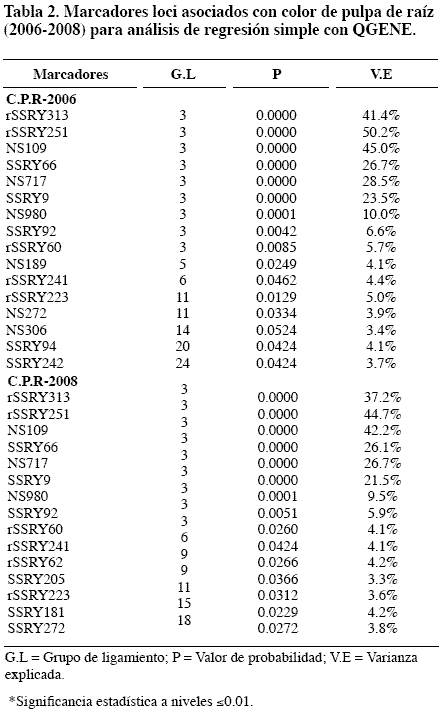 Tabla 2. Marcadores loci asociados con color de pulpa de raíz
(2006-2008) para análisis de regresión simple con QGENE.
Marcadores G.L P V.E
C.P.R-2006
rSSRY313 3 0.0000 41.4%
rSSRY251 3 0.0000 50.2%
NS109 3 0.0000 45.0%
SSRY66 3 0.0000 26.7%
NS717 3 0.0000 28.5%
SSRY9 3 0.0000 23.5%
NS980 3 0.0001 10.0%
SSRY92 3 0.0042 6.6%
rSSRY60 3 0.0085 5.7%
NS189 5 0.0249 4.1%
rSSRY241 6 0.0462 4.4%
rSSRY223 11 0.0129 5.0%
NS272 11 0.0334 3.9%
NS306 14 0.0524 3.4%
SSRY94 20 0.0424 4.1%
SSRY242 24 0.0424 3.7%
C.P.R-2008
rSSRY313 3 0.0000 37.2%
rSSRY251 3 0.0000 44.7%
NS109 3 0.0000 42.2%
SSRY66 3 0.0000 26.1%
NS717 3 0.0000 26.7%
SSRY9 3 0.0000 21.5%
NS980 3 0.0001 9.5%
SSRY92 3 0.0051 5.9%
rSSRY60 3 0.0260 4.1%
rSSRY241 6 0.0424 4.1%
rSSRY62 9 0.0266 4.2%
SSRY205 9 0.0366 3.3%
rSSRY223 11 0.0312 3.6%
SSRY181 15 0.0229 4.2%
SSRY272 18 0.0272 3.8%
G.L = Grupo de ligamiento; P = Valor de probabilidad; V.E = Varianza
explicada.
*Significancia estadística a niveles ≤0.01.